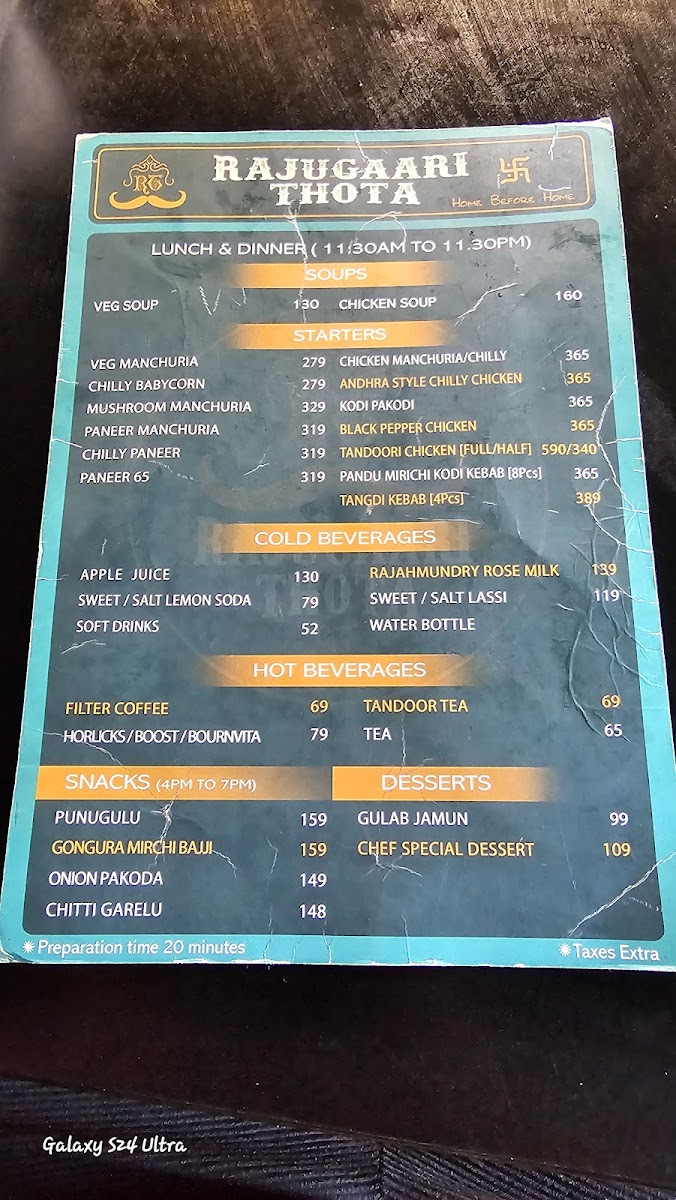 RG
RAJUGAARI
THOTA
HOME BEFORE HOME
LUNCH & DINNER ( 11:30AM TO 11.30PM)
SOUPS
VEG SOUP 130 CHICKEN SOUP 160
STARTERS
VEG MANCHURIA 279 CHICKEN MANCHURIA/CHILLY 365
CHILLY BABYCORN 279 ANDHRA STYLE CHILLY CHICKEN 365
MUSHROOM MANCHURIA 329 KODI PAKODI 365
PANEER MANCHURIA 319 BLACK PEPPER CHICKEN 365
CHILLY PANEER 319 TANDOORI CHICKEN [FULL/HALF] 590/340
PANEER 65 319 PANDU MIRICHI KODI KEBAB [8Pcs] 365
TANGDI KEBAB [4Pcs] 389
COLD BEVERAGES
APPLE JUICE 130 RAJAHMUNDRY ROSE MILK 139
SWEET / SALT LEMON SODA 79 SWEET / SALT LASSI 119
SOFT DRINKS 52 WATER BOTTLE
HOT BEVERAGES
FILTER COFFEE 69 TANDOOR TEA 69
HORLICKS / BOOST / BOURNVITA 79 TEA 65
SNACKS (4PM TO 7PM) DESSERTS
PUNUGULU 159 GULAB JAMUN 99
GONGURA MIRCHI BAJJI 159 CHEF SPECIAL DESSERT 109
ONION PAKODA 149
CHITTI GARELU 148
*Preparation time 20 minutes *Taxes Extra
Galaxy S24 Ultra